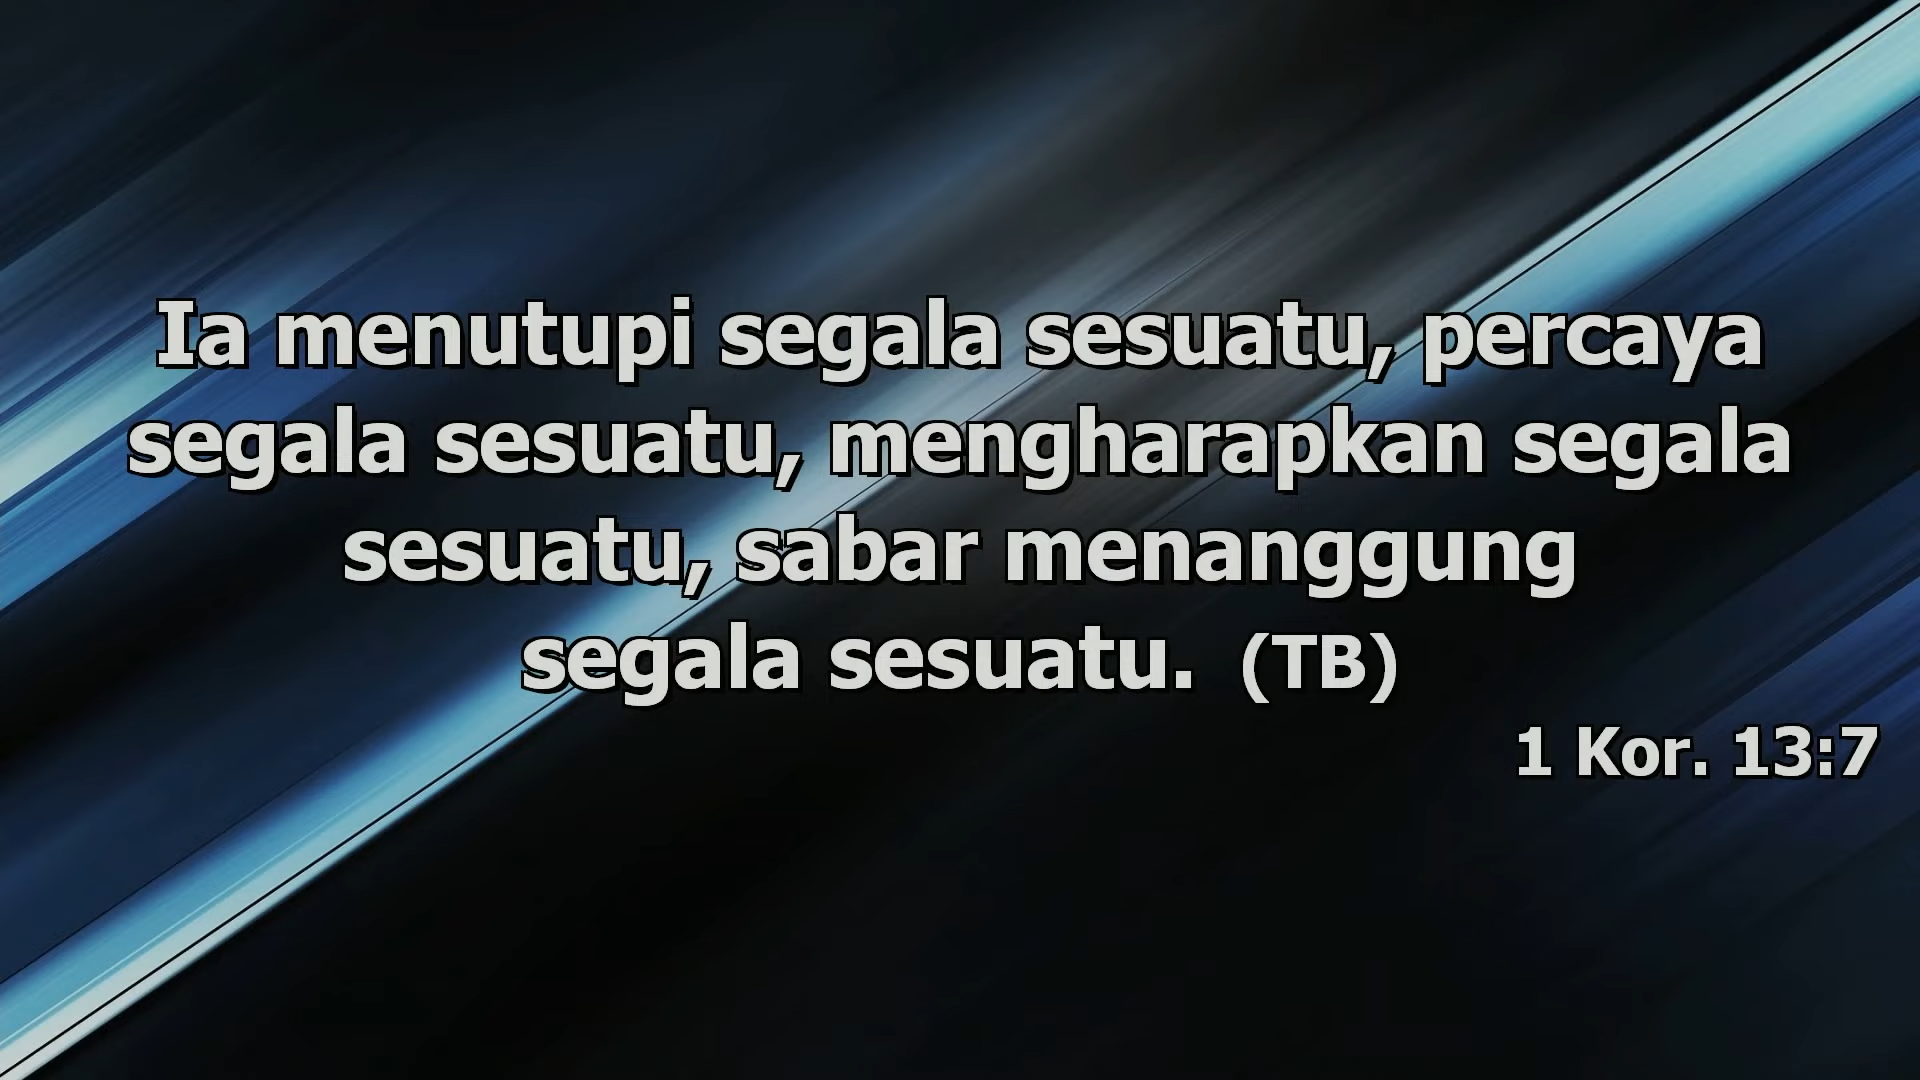 Ia menutupi segala sesuatu, percaya
segala sesuatu, mengharapkan segala
sesuatu, sabar menanggung
segala sesuatu. (TB)
1 Kor. 13:7